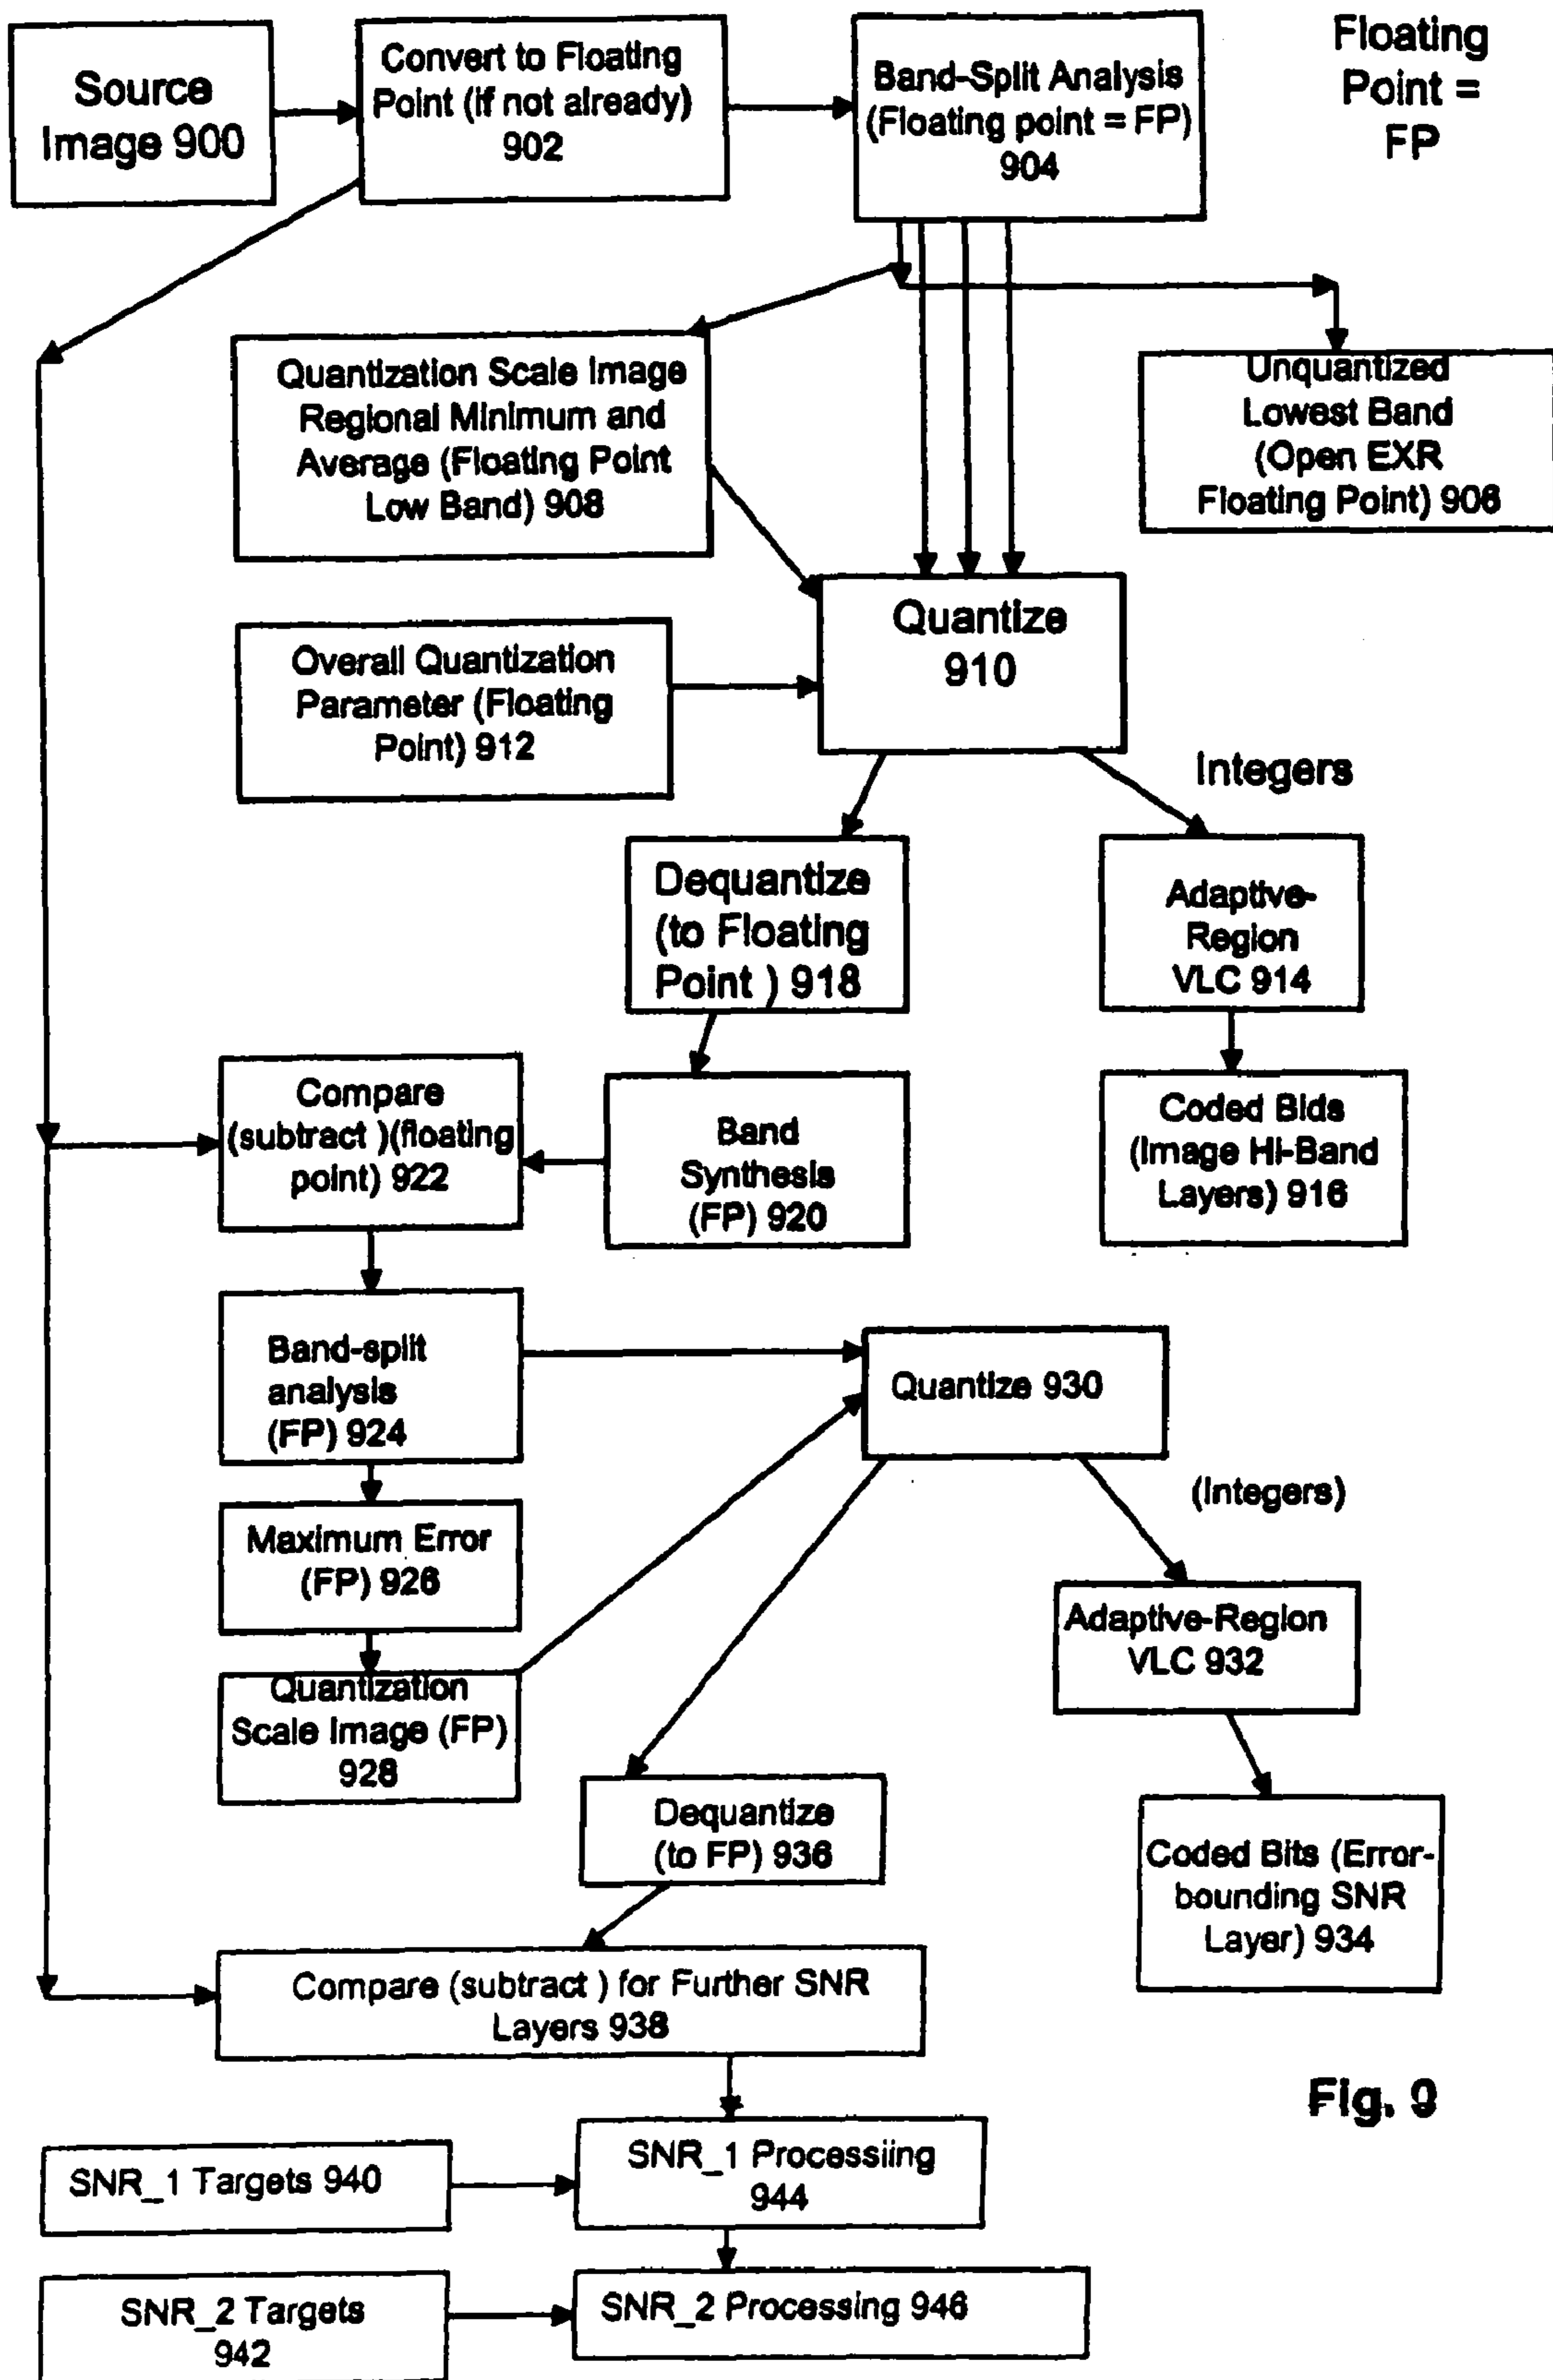 Source
Image 900
Convert to Floating
Point (if not already)
902
Band-Split Analysis
(Floating point = FP)
904
Floating
Point =
FP
Quantization Scale Image
Regional Minimum and
Average (Floating Point
Low Band) 908
Unquantized
Lowest Band
(Open EXR
Floating Point) 906
Quantize
910
Overall Quantization
Parameter (Floating
Point) 912
Integers
Dequantize
(to Floating
Point ) 918
Adaptive-
Region
VLC 914
Compare
(subtract )(floating
point) 922
Band
Synthesis
(FP) 920
Coded Bids
(Image Hi-Band
Layers) 916
Band-split
analysis
(FP) 924
Quantize 930
(Integers)
Maximum Error
(FP) 926
Adaptive-Region
VLC 932
Quantization
Scale Image (FP)
928
Dequantize
(to FP) 936
Coded Bits (Error-
bounding SNR
Layer) 934
Compare (subtract ) for Further SNR
Layers 938
Fig. 9
SNR_1 Targets 940
SNR_1 Processiing
944
SNR_2 Targets
942
SNR_2 Processing 946